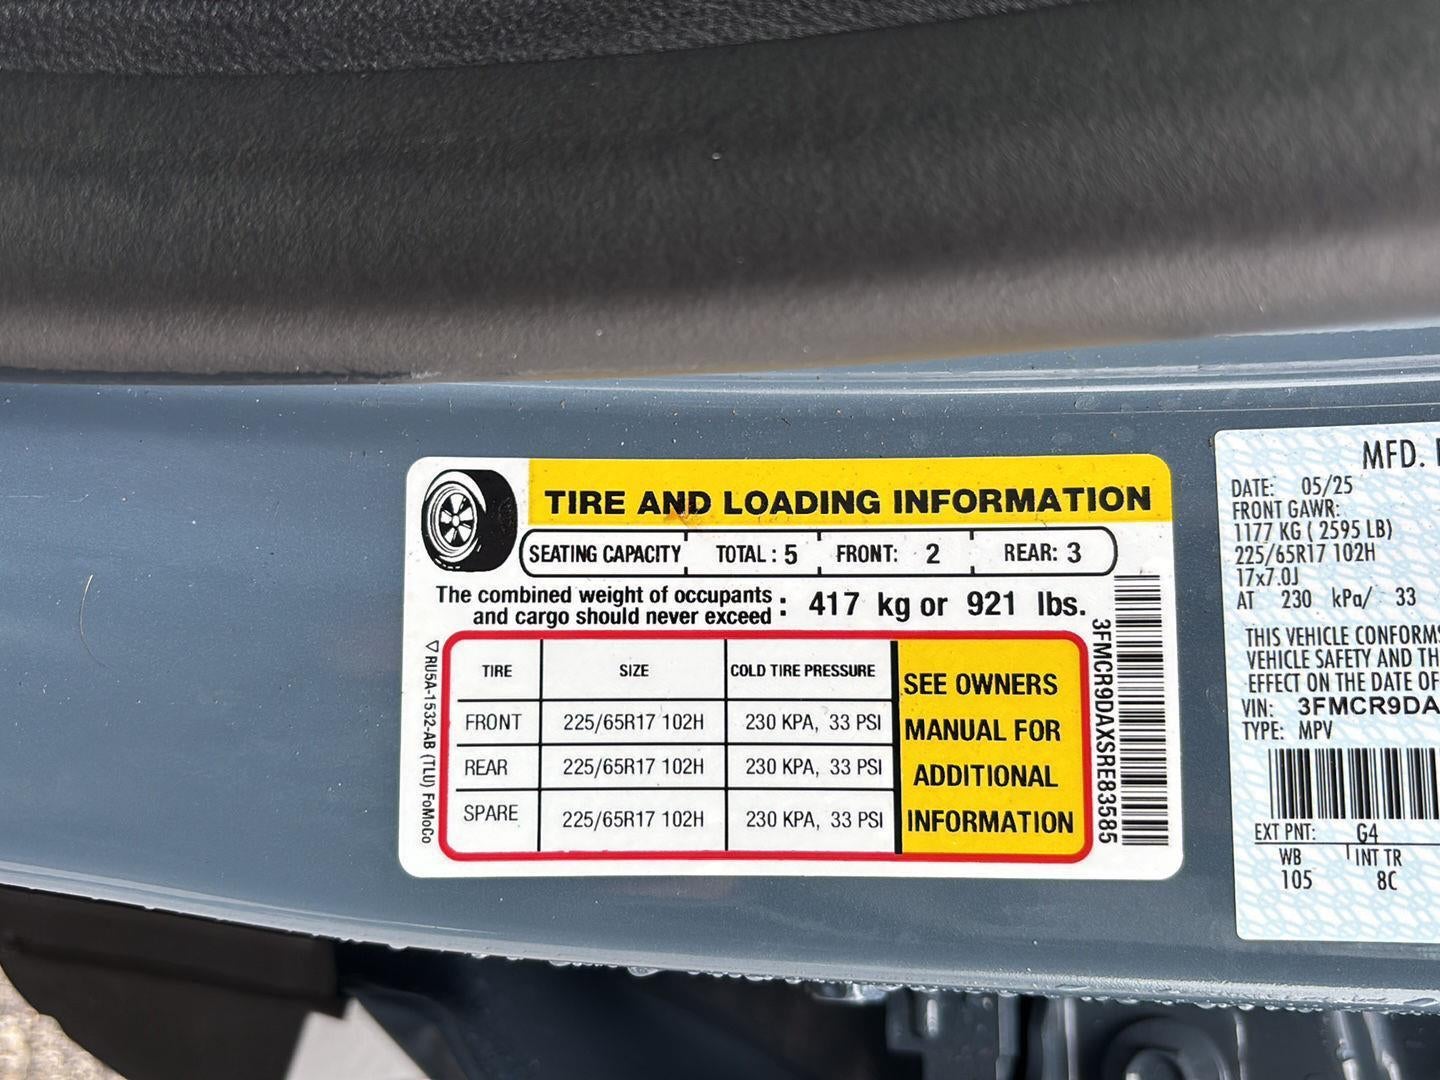 TIRE AND LOADING INFORMATION
SEATING CAPACITY TOTAL : 5 FRONT: 2 REAR: 3
The combined weight of occupants
and cargo should never exceed : 417 kg or 921 lbs.
TIRE SIZE COLD TIRE PRESSURE
FRONT 225/65R17 102H 230 KPA, 33 PSI
REAR 225/65R17 102H 230 KPA, 33 PSI
SPARE 225/65R17 102H 230 KPA, 33 PSI
SEE OWNERS
MANUAL FOR
ADDITIONAL
INFORMATION
RU5A-1532-AB (TLU) FoMoCo
3FMCR9DAXSRE83585
MFD.
DATE: 05/25
FRONT GAWR:
1177 KG ( 2595 LB)
225/65R17 102H
17x7.0J
AT 230 kPa/ 33
THIS VEHICLE CONFORMS
VEHICLE SAFETY AND TH
EFFECT ON THE DATE OF
VIN: 3FMCR9DA
TYPE: MPV
EXT PNT: G4
WB INT TR
105 8C